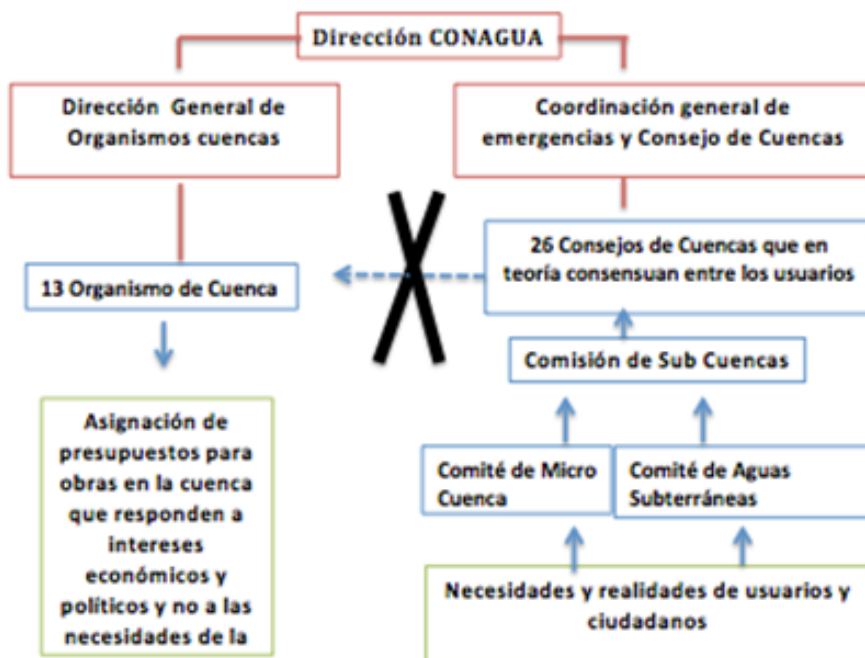 Dirección CONAGUA
Dirección General de
Organismos cuencas
Coordinación general de
emergencias y Consejo de Cuencas
13 Organismo de Cuenca
26 Consejos de Cuencas que en
teoría consensuan entre los usuarios
Comisión de Sub Cuencas
Asignación de
presupuestos para
obras en la cuenca
que responden a
intereses
económicos y
políticos y no a las
necesidades de la
Comité de Micro
Cuenca
Comité de Aguas
Subterráneas
Necesidades y realidades de usuarios y
ciudadanos